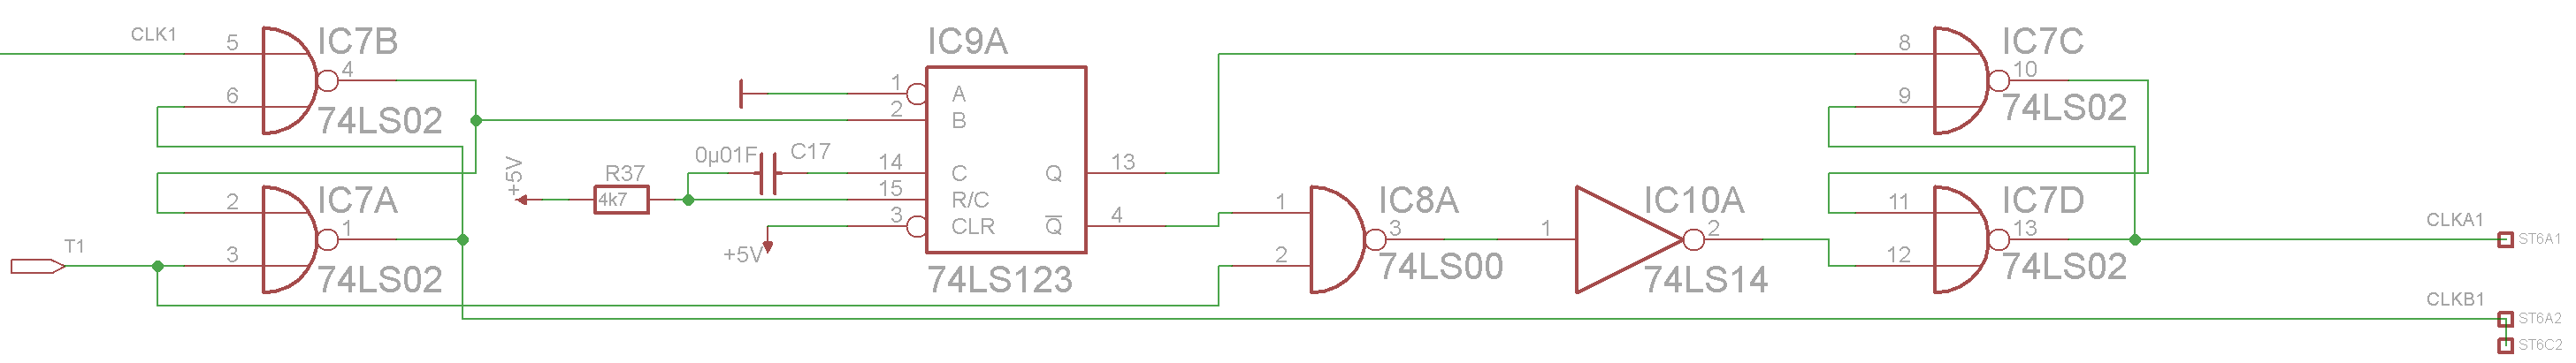 CLK1
5
6
4
IC7B
74LS02
T1
2
3
1
IC7A
74LS02
+5V
R37
4k7
0µ01F
C17
+5V
IC9A
1
2
14
15
3
A
B
C
R/C
CLR
Q
Q
13
4
74LS123
1
2
3
IC8A
74LS00
1
2
IC10A
74LS14
8
9
10
IC7C
74LS02
11
12
13
IC7D
74LS02
CLKA1
ST6A1
CLKB1
ST6A2
ST6C2